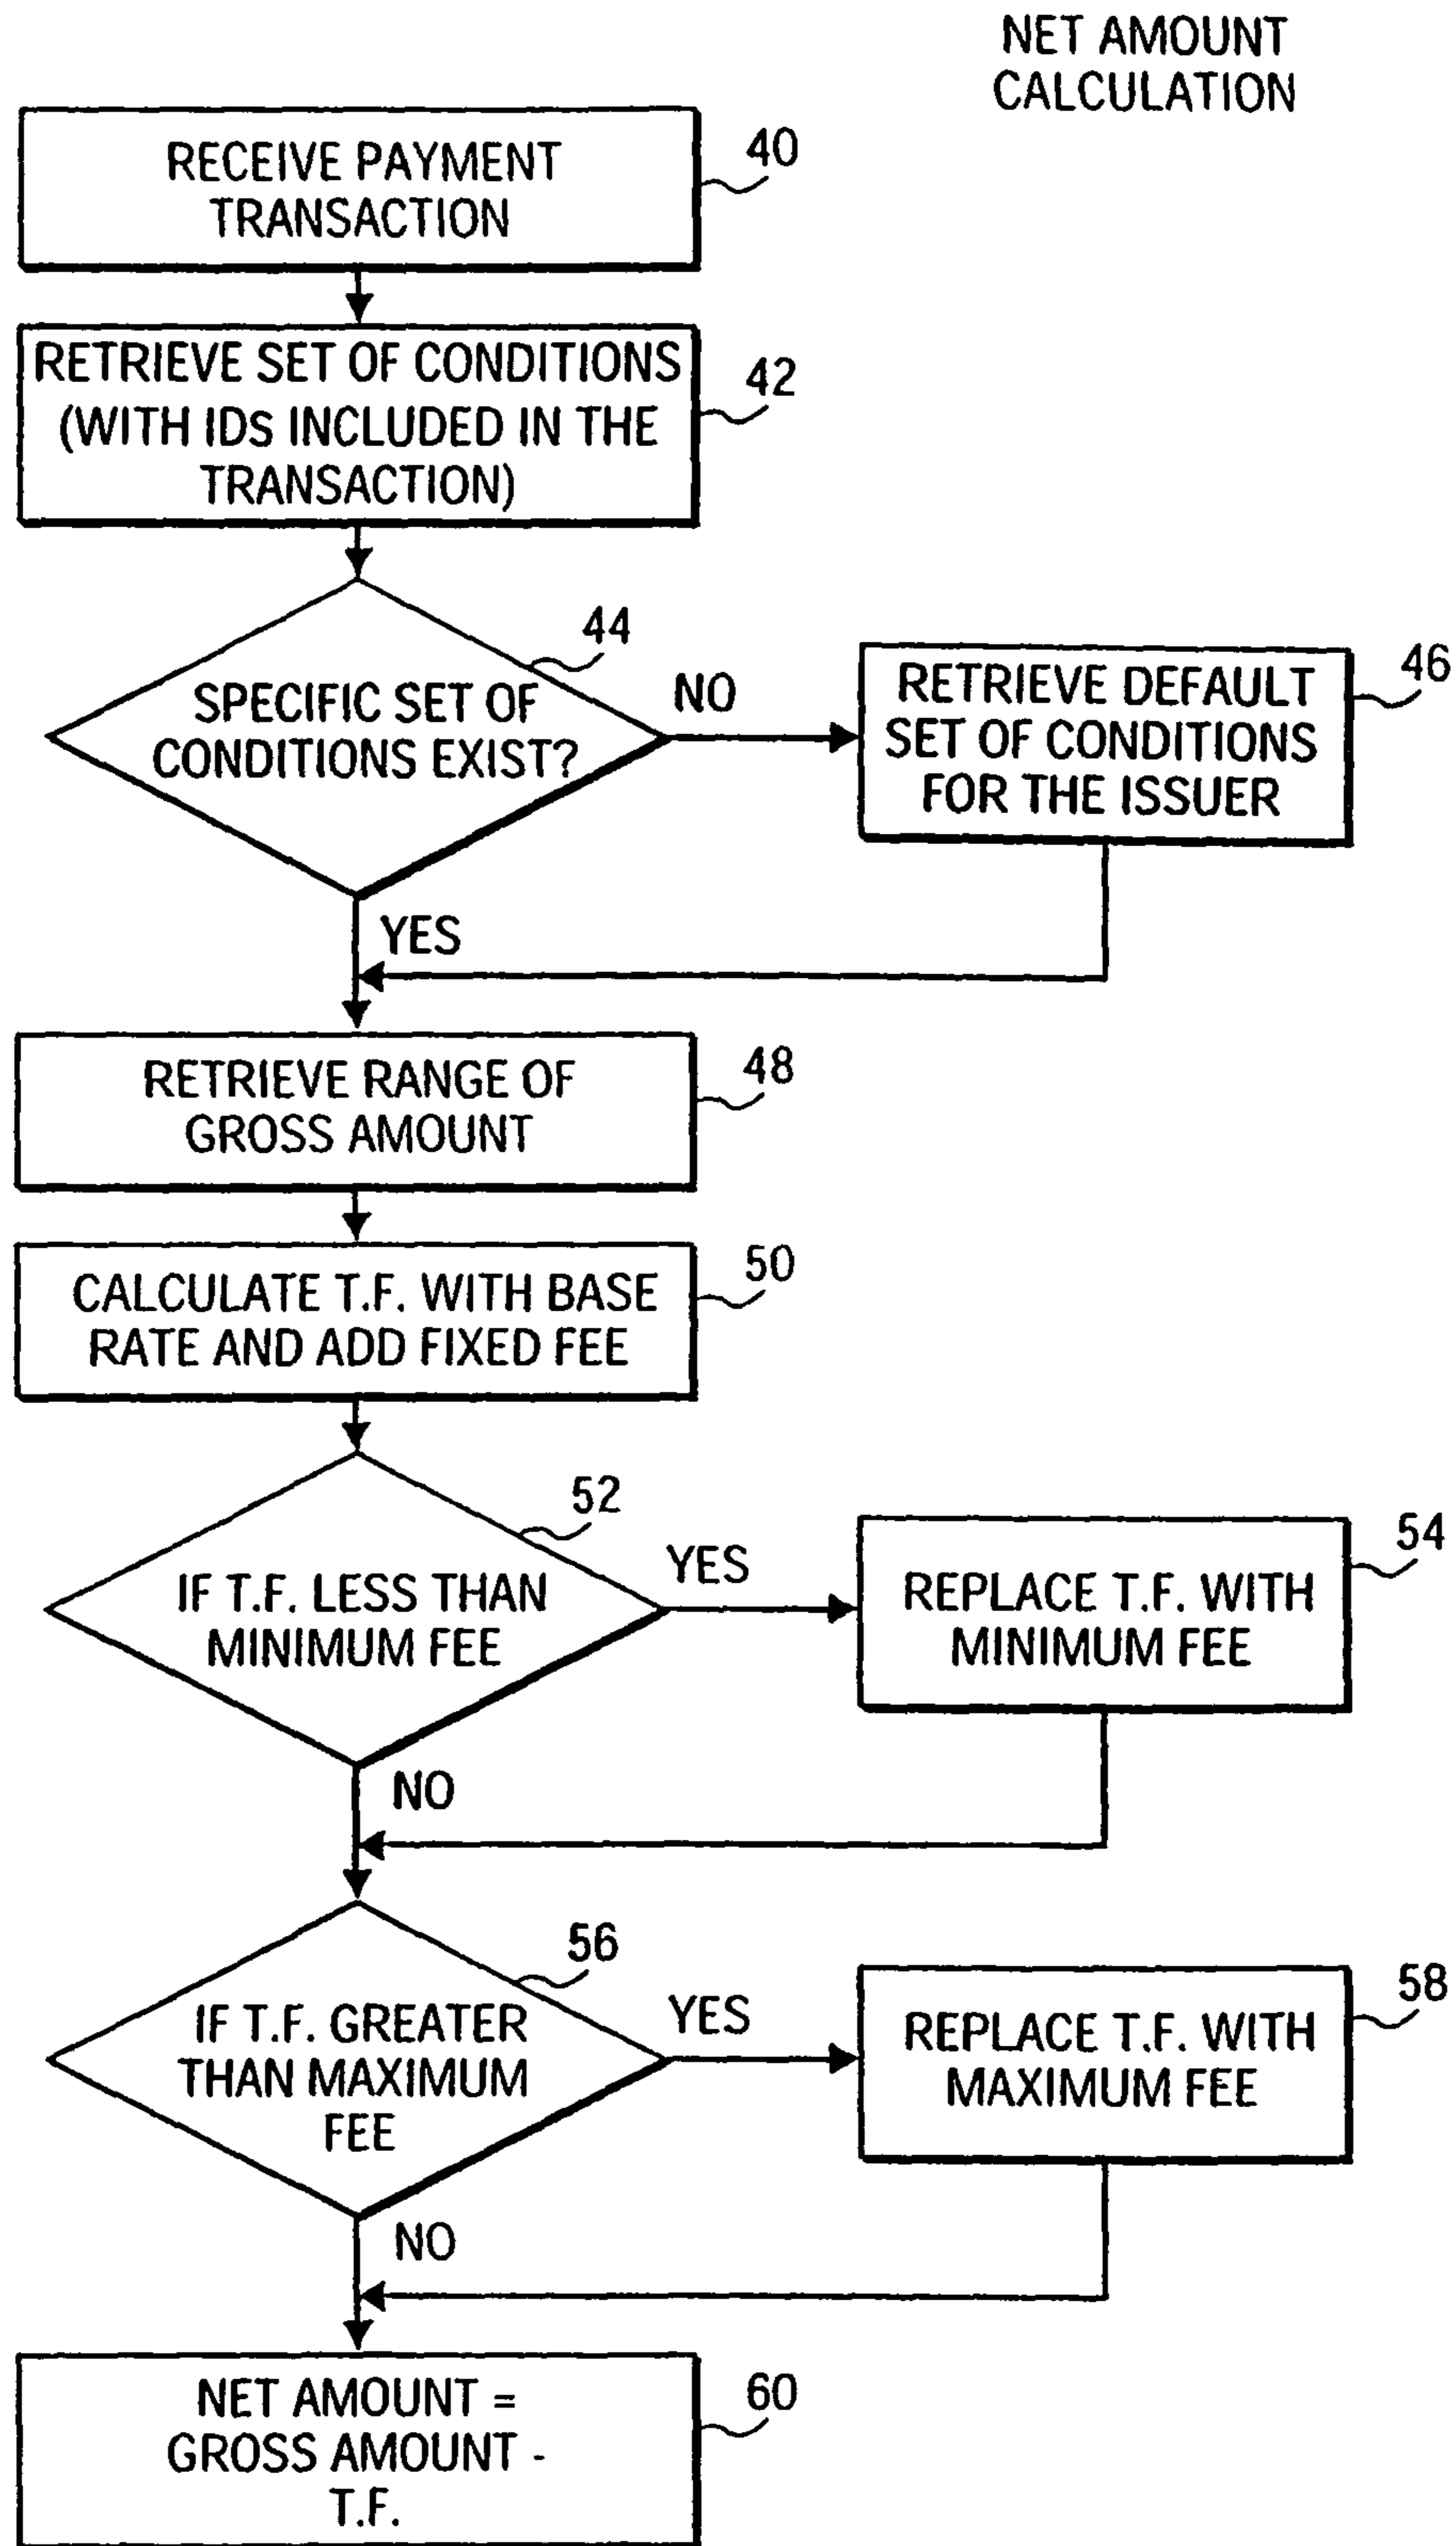 NET AMOUNT
CALCULATION
RECEIVE PAYMENT
TRANSACTION
40
RETRIEVE SET OF CONDITIONS
(WITH IDs INCLUDED IN THE
TRANSACTION)
42
44
SPECIFIC SET OF
CONDITIONS EXIST?
NO
RETRIEVE DEFAULT
SET OF CONDITIONS
FOR THE ISSUER
46
YES
RETRIEVE RANGE OF
GROSS AMOUNT
48
CALCULATE T.F. WITH BASE
RATE AND ADD FIXED FEE
50
52
IF T.F. LESS THAN
MINIMUM FEE
YES
REPLACE T.F. WITH
MINIMUM FEE
54
NO
56
IF T.F. GREATER
THAN MAXIMUM
FEE
YES
REPLACE T.F. WITH
MAXIMUM FEE
58
NO
NET AMOUNT =
GROSS AMOUNT -
T.F.
60